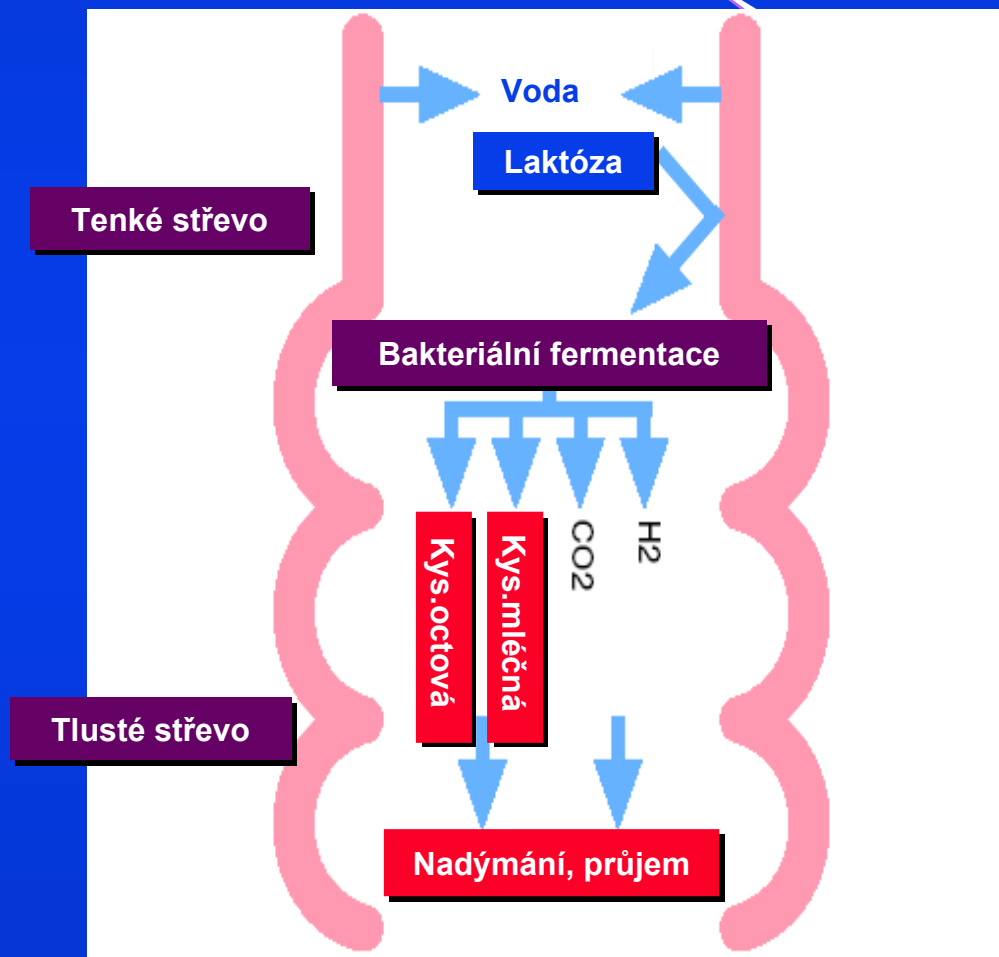 Voda
Laktóza
Tenké střevo
Bakteriální fermentace
Kys.octová
Kys.mléčná
CO2
H2
Tlusté střevo
Nadýmání, průjem